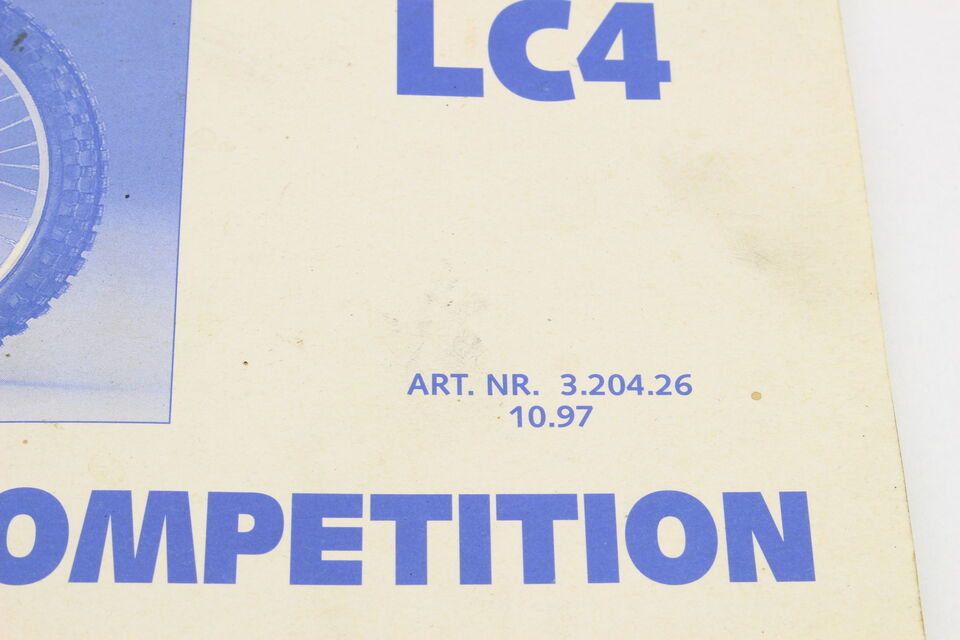 LC4
ART. NR. 3.204.26
10.97
OMPETITION